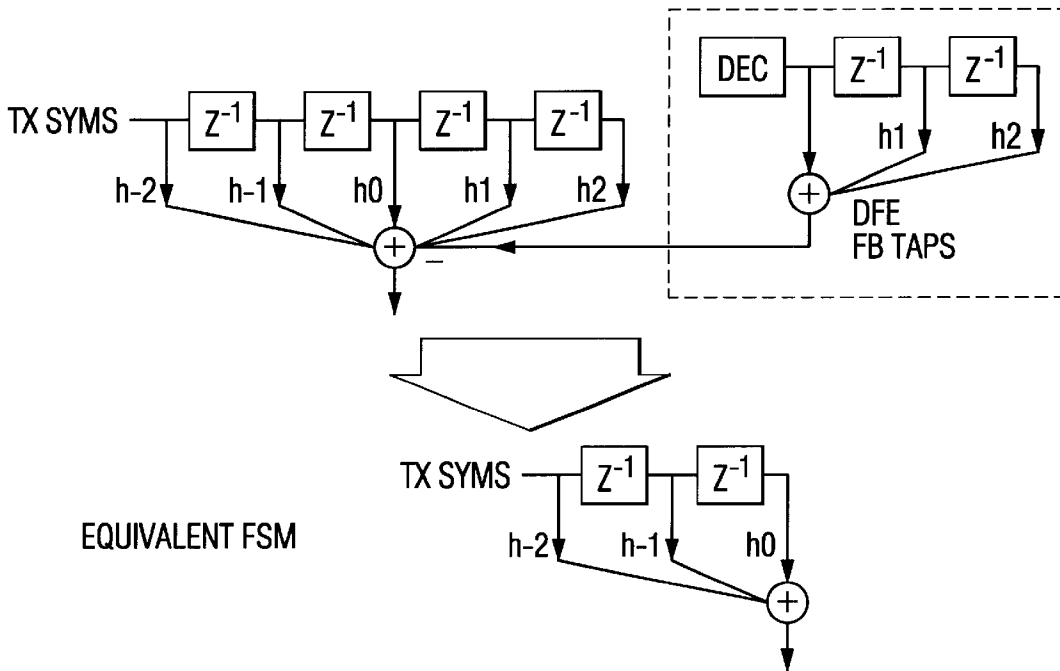 DEC Z⁻¹ Z⁻¹
TX SYMS Z⁻¹ Z⁻¹ Z⁻¹ Z⁻¹
h1 h2
h-2 h-1 h0 h1 h2
+
DFE
FB TAPS
+ −
TX SYMS Z⁻¹ Z⁻¹
EQUIVALENT FSM
h-2 h-1 h0
+